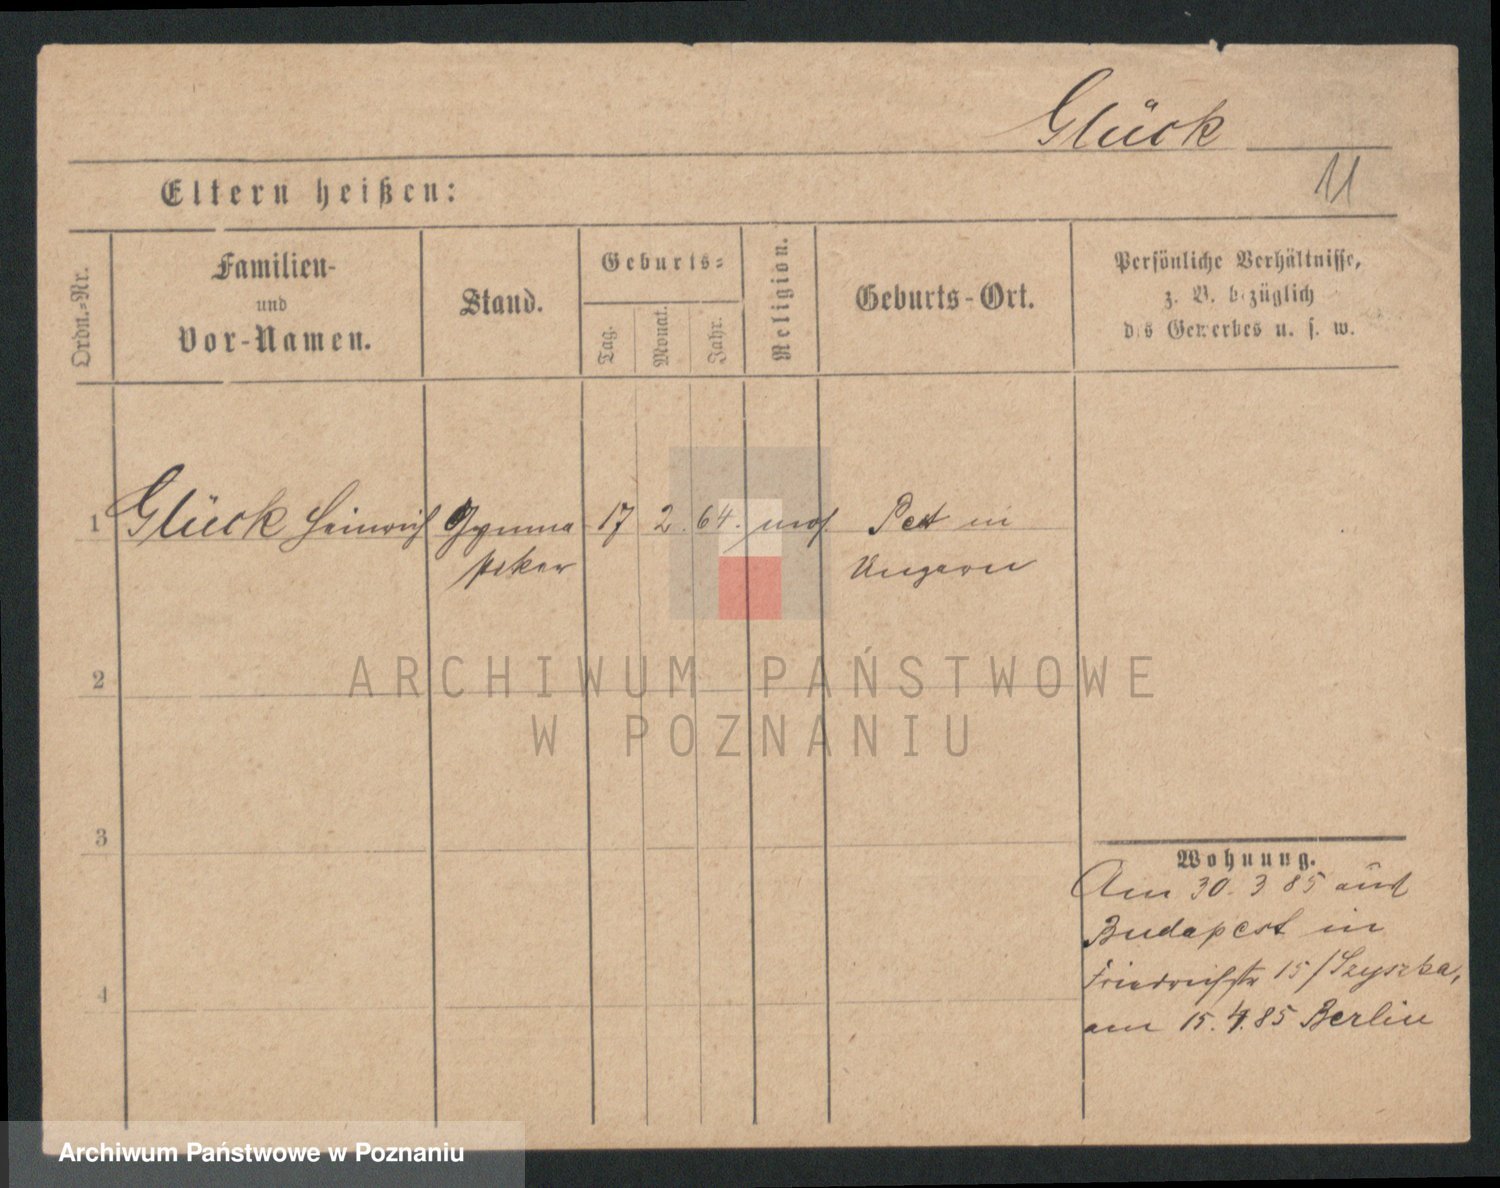 Glück
11
Eltern heißen:
Ordn.-Nr.
Familien-
und
Vor-Namen.
Stand.
Geburts-
Tag.
Monat.
Jahr.
Religion.
Geburts-Ort.
Persönliche Verhältnisse,
z. B. bezüglich
des Gewerbes u. s. w.
1 Glück Heinrich Gymna 17 2. 64. mos. Pest in
stiker Ungarn
2
3
4
Wohnung.
Am 30.3 85 aus
Budapest in
Friedrichstr 15/Szyszka,
am 15.4.85 Berlin
ARCHIWUM PAŃSTWOWE
W POZNANIU
Archiwum Państwowe w Poznaniu